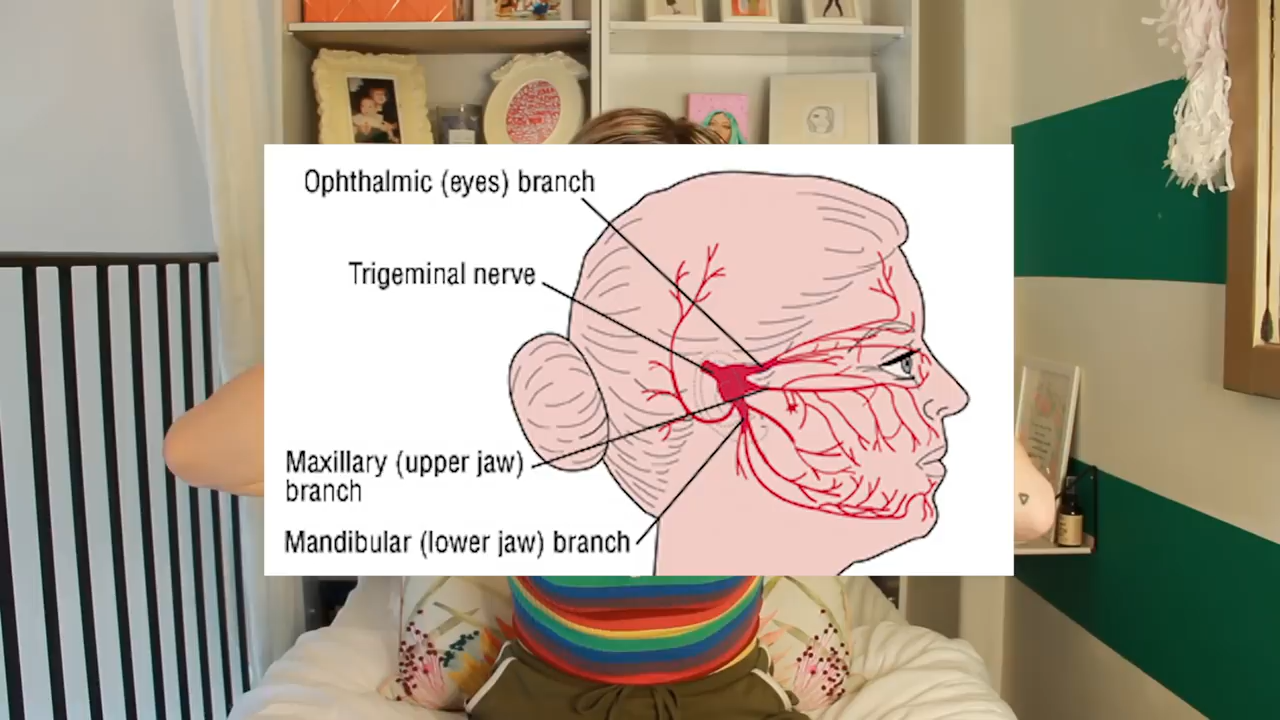 Ophthalmic (eyes) branch
Trigeminal nerve
Maxillary (upper jaw)
branch
Mandibular (lower jaw) branch